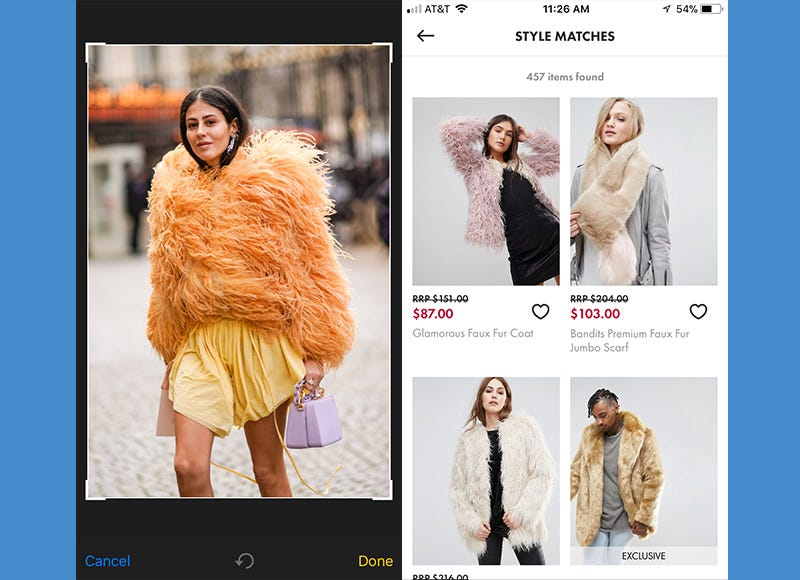 Cancel
Done
AT&T
11:26 AM
54%
STYLE MATCHES
457 items found
RRP $151.00
$87.00
Glamorous Faux Fur Coat
RRP $204.00
$103.00
Bandits Premium Faux Fur
Jumbo Scarf
EXCLUSIVE
RRP $216.00